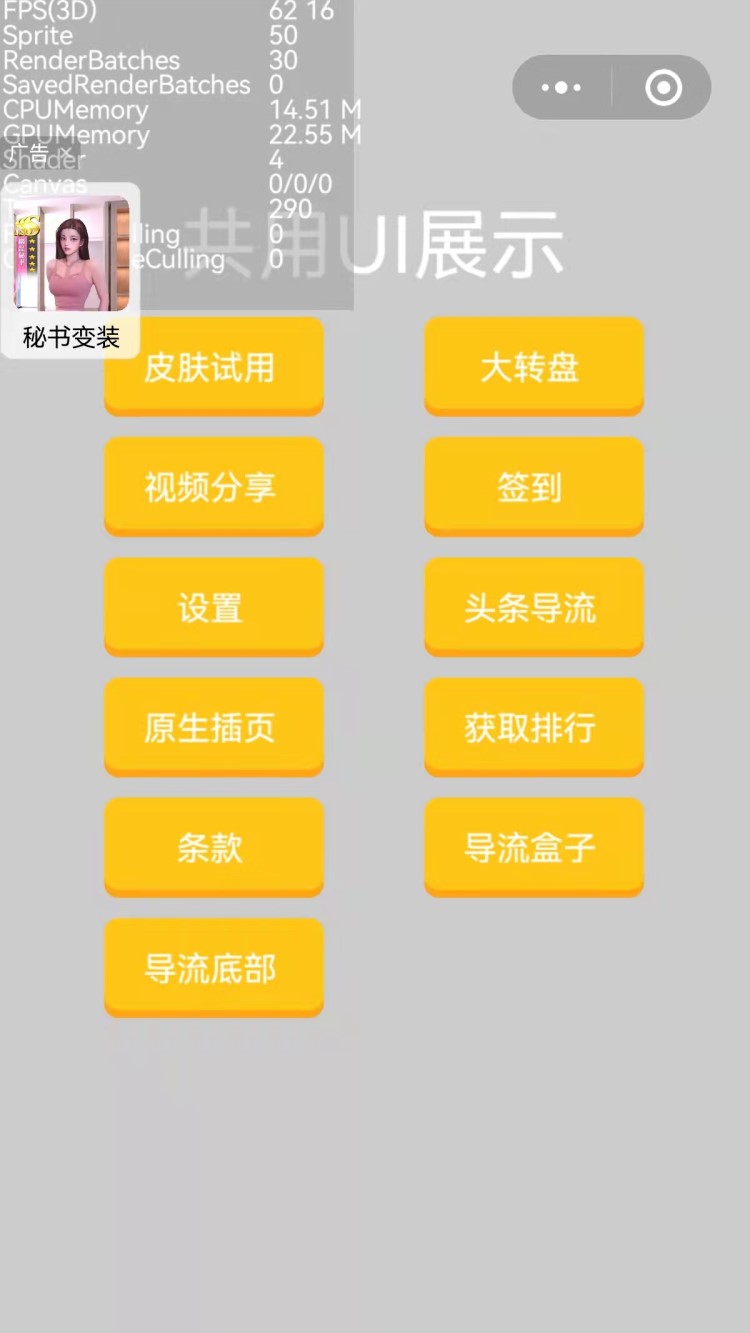 FPS(3D) 62 16
Sprite 50
RenderBatches 30
SavedRenderBatches 0
CPUMemory 14.51 M
GPUMemory 22.55 M
广告 ×
Shader 4
Canvas 0/0/0
290
lling 0
eCulling 0
共用UI展示
秘书变装
皮肤试用
大转盘
视频分享
签到
设置
头条导流
原生插页
获取排行
条款
导流盒子
导流底部